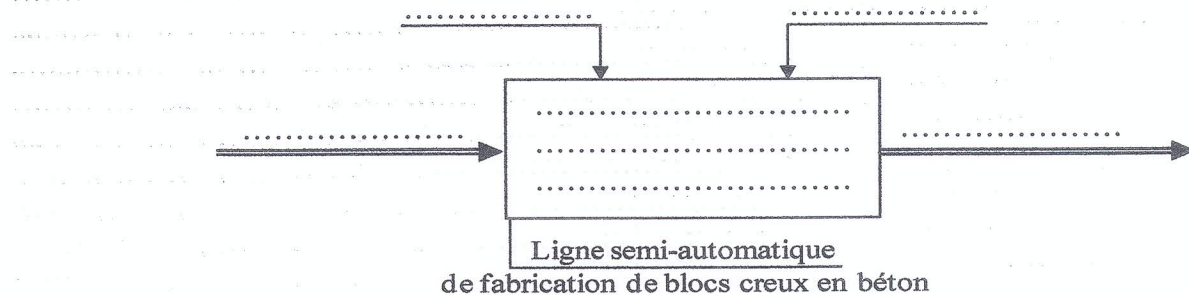 Ligne semi-automatique
de fabrication de blocs creux en béton